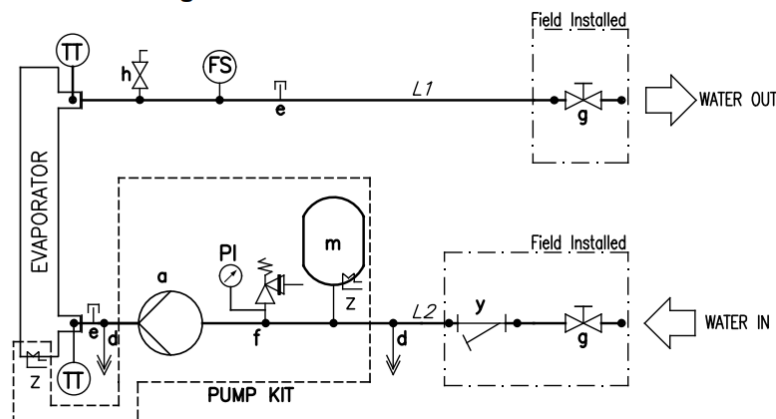 Field Installed
TT
h
FS
e
L1
g
WATER OUT
EVAPORATOR
Field Installed
m
PI
a
z
y
L2
WATER IN
e
d
f
d
g
z
TT
PUMP KIT